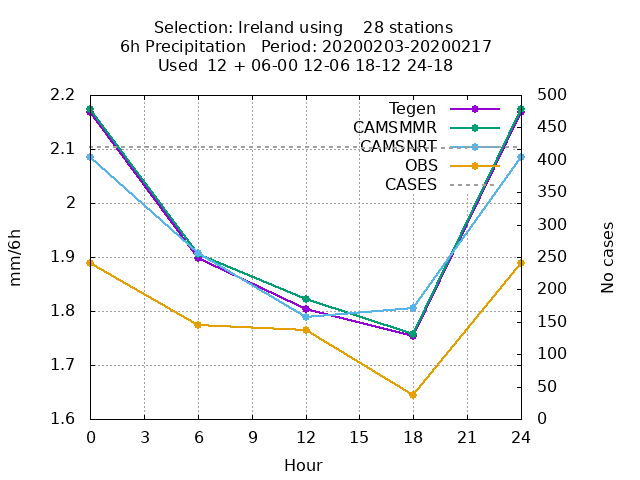 Selection: Ireland using    28 stations
6h Precipitation   Period: 20200203-20200217
Used  12 + 06-00 12-06 18-12 24-18
2.2
2.1
2
1.9
1.8
1.7
1.6
mm/6h
Tegen
CAMSMMR
CAMSNRT
OBS
CASES
500
450
400
350
300
250
200
150
100
50
0
No cases
0 3 6 9 12 15 18 21 24
Hour